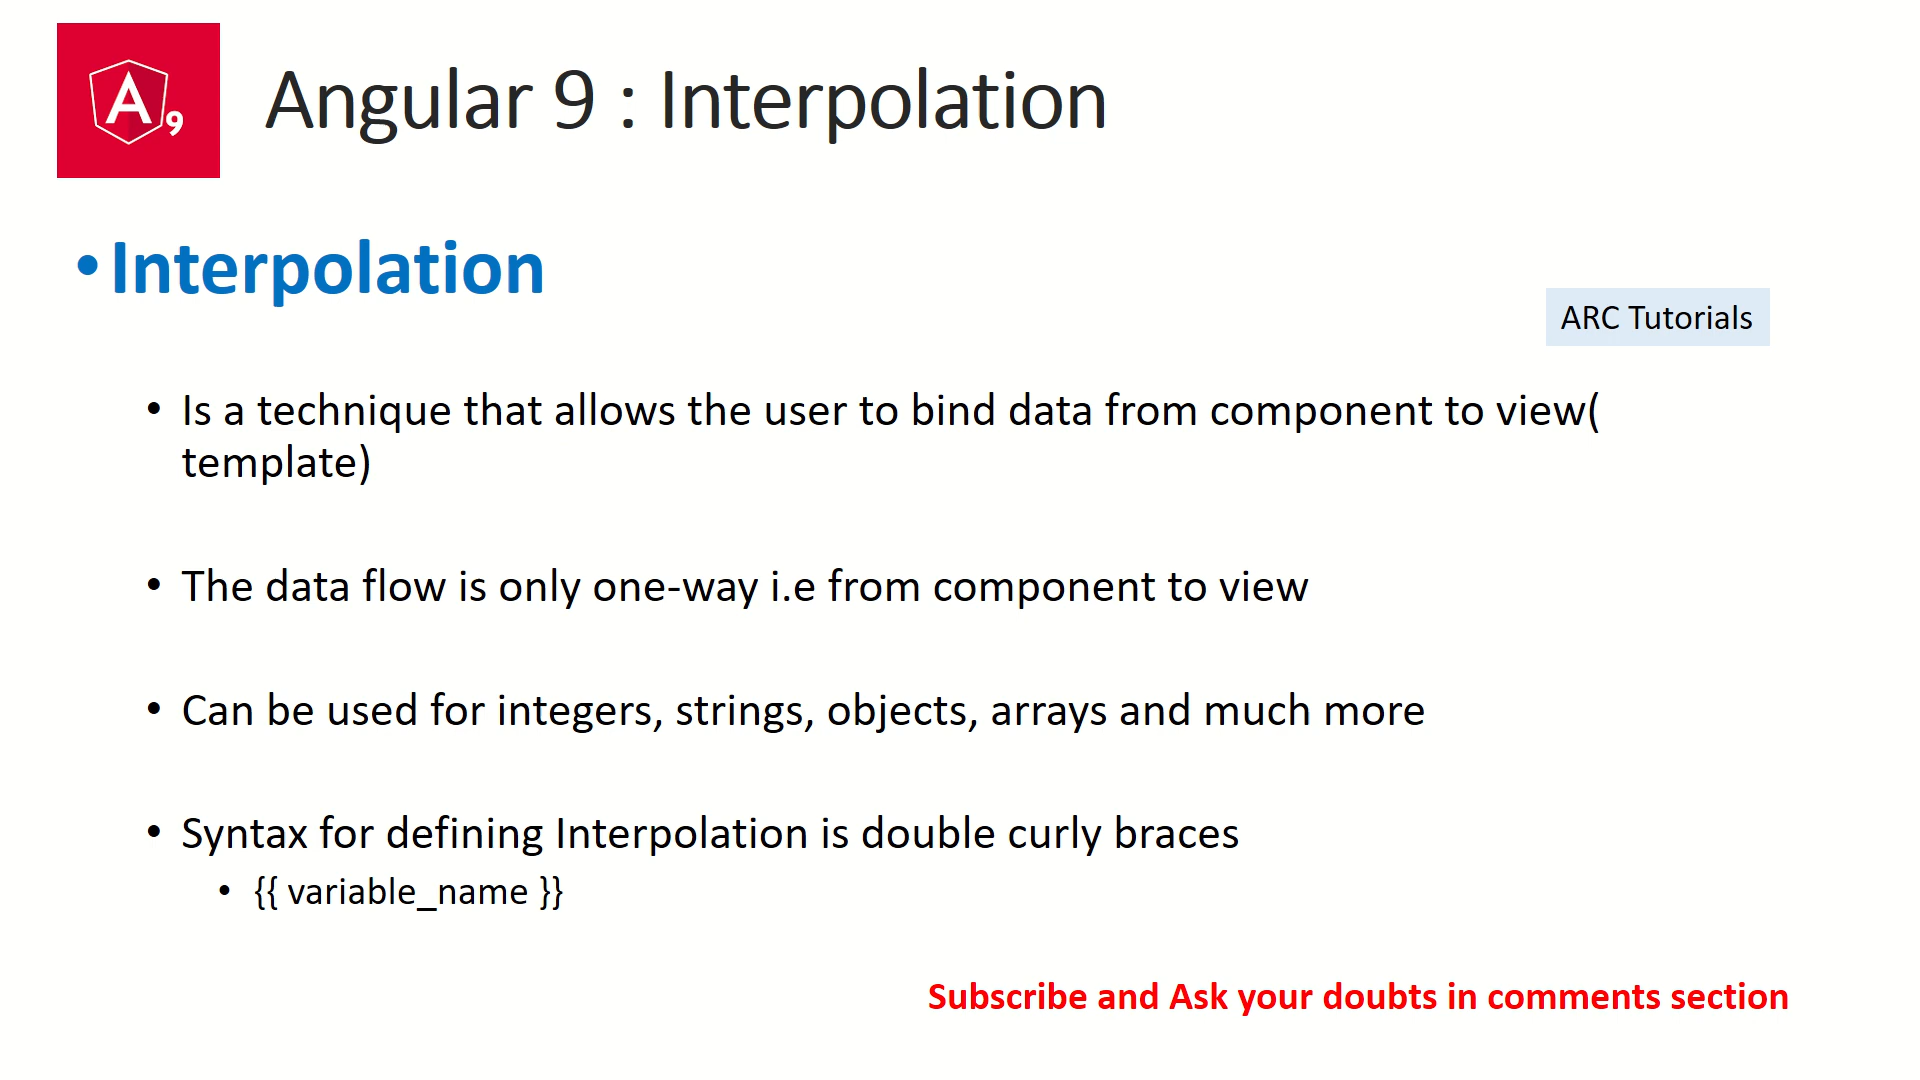 A9
Angular 9 : Interpolation
• Interpolation
ARC Tutorials
• Is a technique that allows the user to bind data from component to view(
template)
• The data flow is only one-way i.e from component to view
• Can be used for integers, strings, objects, arrays and much more
• Syntax for defining Interpolation is double curly braces
• {{ variable_name }}
Subscribe and Ask your doubts in comments section